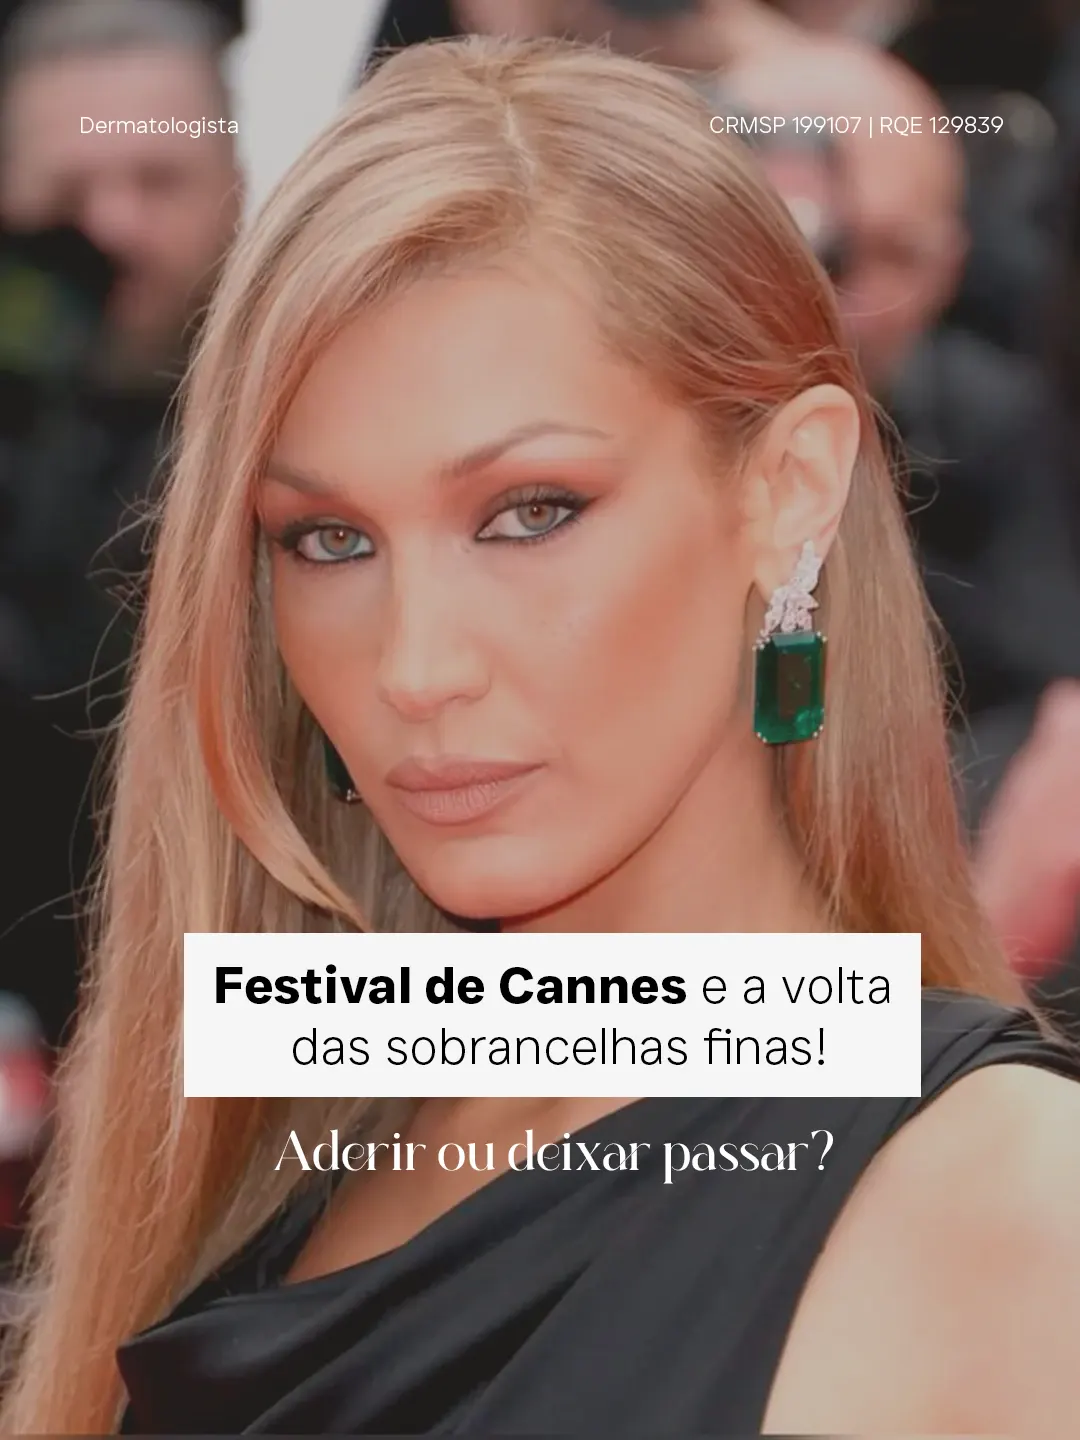 Dermatologista
CRMSP 199107 | RQE 129839
Festival de Cannes e a volta
das sobrancelhas finas!
Aderir ou deixar passar?